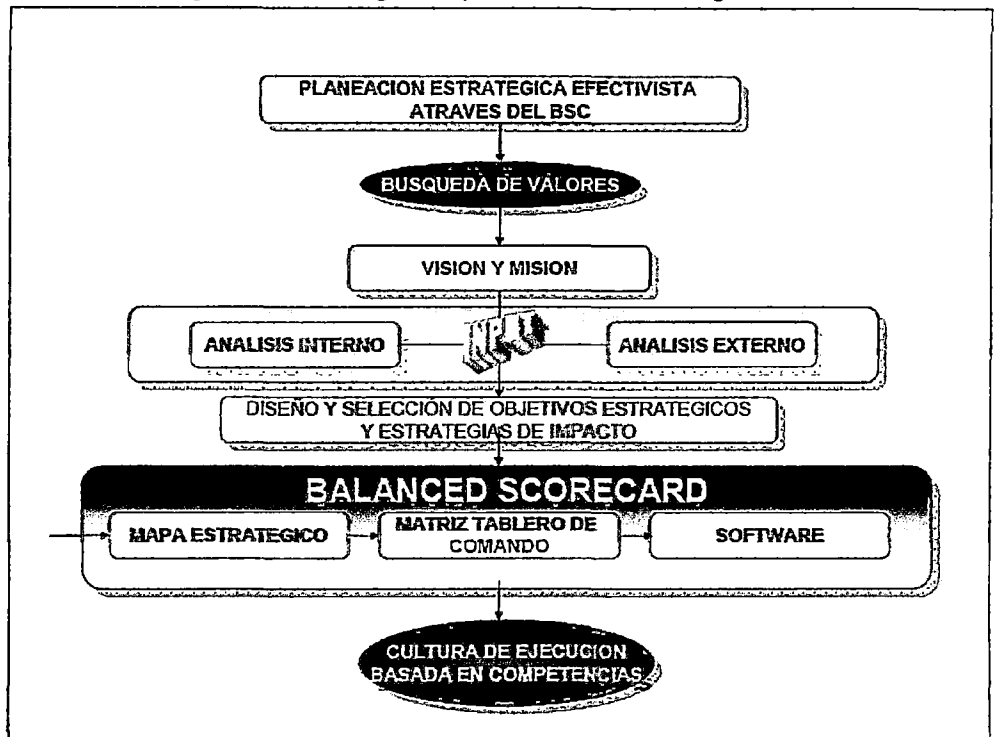 PLANEACION ESTRATEGICA EFECTIVISTA
ATRAVES DEL BSC
BUSQUEDA DE VALORES
VISION Y MISION
ANALISIS INTERNO
ANALISIS EXTERNO
DISEÑO Y SELECCIÓN DE OBJETIVOS ESTRATEGICOS
Y ESTRATEGIAS DE IMPACTO
BALANCED SCORECARD
MAPA ESTRATEGICO
MATRIZ TABLERO DE
COMANDO
SOFTWARE
CULTURA DE EJECUCION
BASADA EN COMPETENCIAS